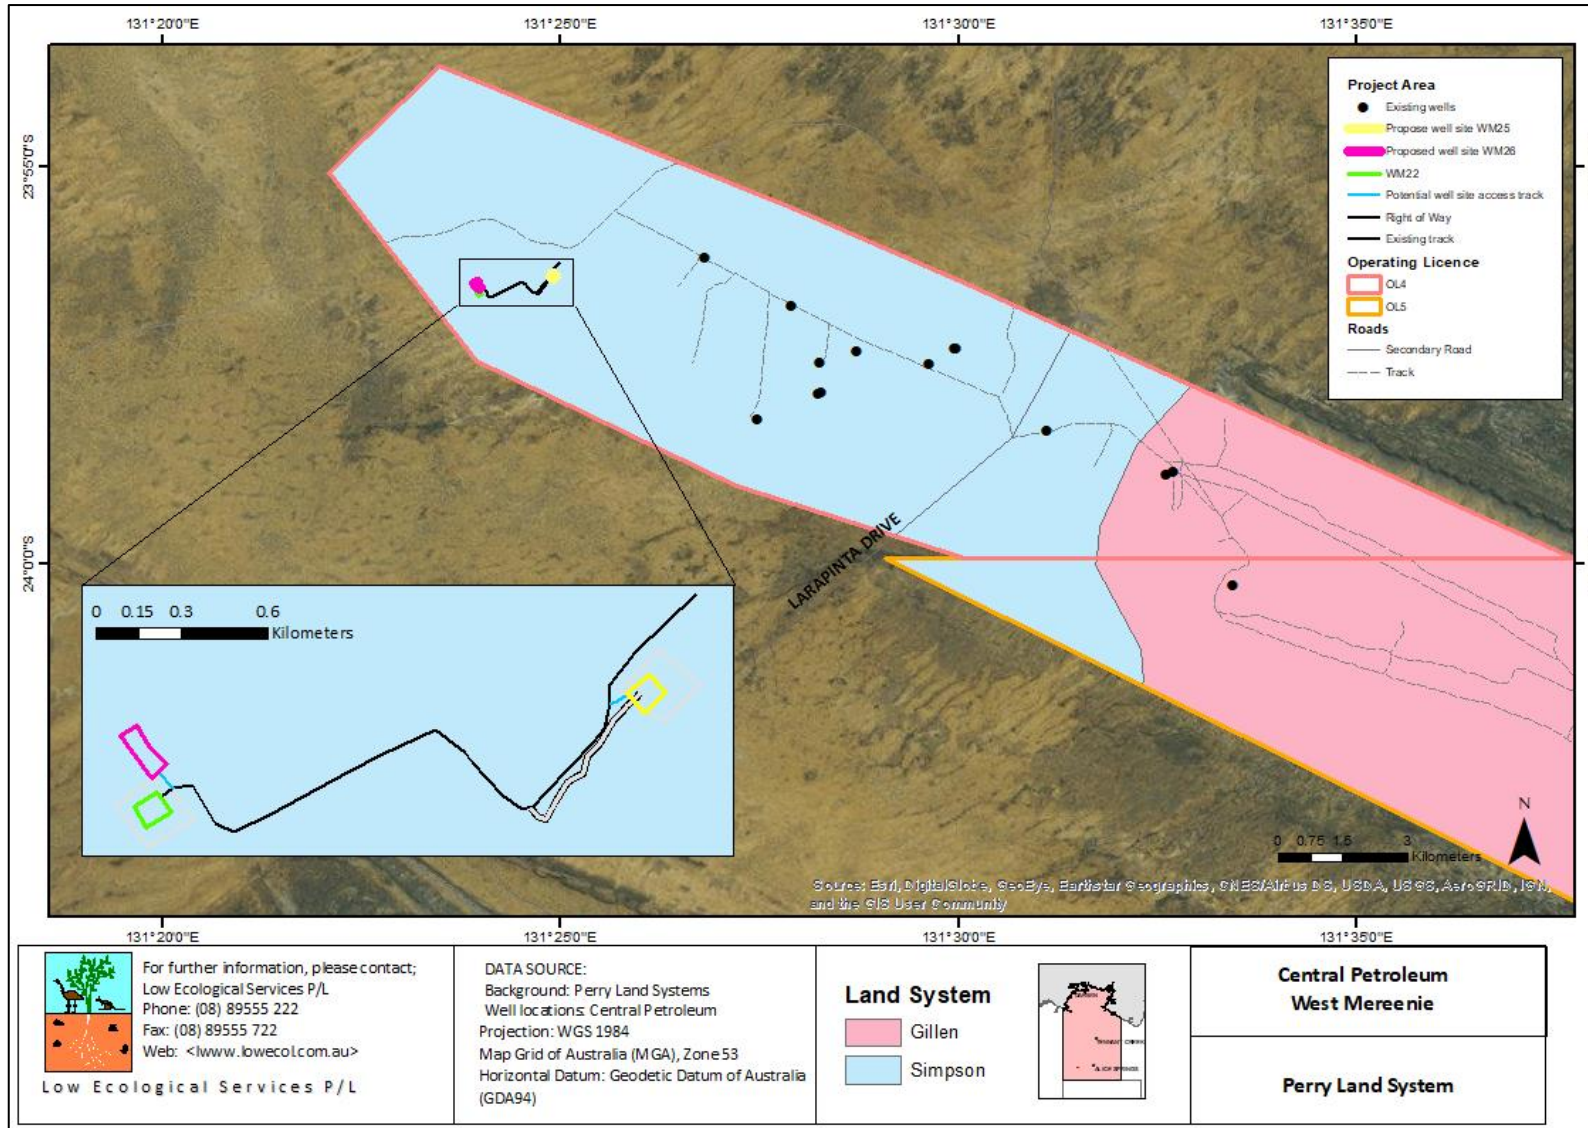 131°20'0"E 131°25'0"E 131°30'0"E 131°35'0"E
23°55'0"S
24°0'0"S
Project Area
Existing wells
Propose well site WM25
Proposed well site WM26
WM22
Potential well site access track
Right of Way
Existing track
Operating Licence
OL4
OL5
Roads
Secondary Road
Track
LARAPINTA DRIVE
0 0.15 0.3 0.6
Kilometers
N
0 0.75 1.5 3
Kilometers
Source: Esri, DigitalGlobe, GeoEye, Earthstar Geographics, CNES/Airbus DS, USDA, USGS, AeroGRID, IGN,
and the GIS User Community
131°20'0"E 131°25'0"E 131°30'0"E 131°35'0"E
For further information, please contact;
Low Ecological Services P/L
Phone: (08) 89555 222
Fax: (08) 89555 722
Web: <lwww.lowecol.com.au>
Low Ecological Services P/L
DATA SOURCE:
Background: Perry Land Systems
Well locations: Central Petroleum
Projection: WGS 1984
Map Grid of Australia (MGA), Zone 53
Horizontal Datum: Geodetic Datum of Australia
(GDA94)
Land System
Gillen
Simpson
TENNANT CREEK
ALICE SPRINGS
Central Petroleum
West Mereenie
Perry Land System